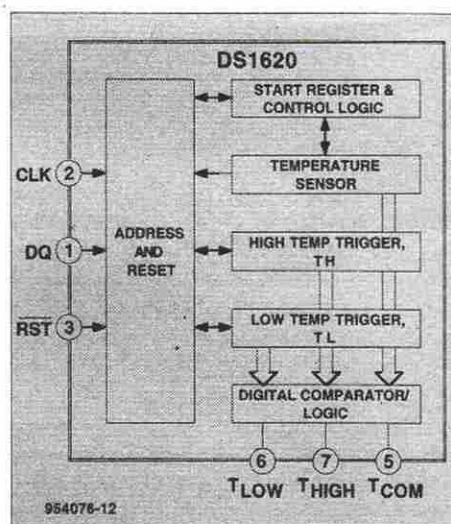 DS1620
START REGISTER &
CONTROL LOGIC
CLK 2
TEMPERATURE
SENSOR
ADDRESS
AND
RESET
DQ 1
HIGH TEMP TRIGGER,
TH
RST 3
LOW TEMP TRIGGER,
TL
DIGITAL COMPARATOR/
LOGIC
6 7 5
TLOW THIGH TCOM
954076-12